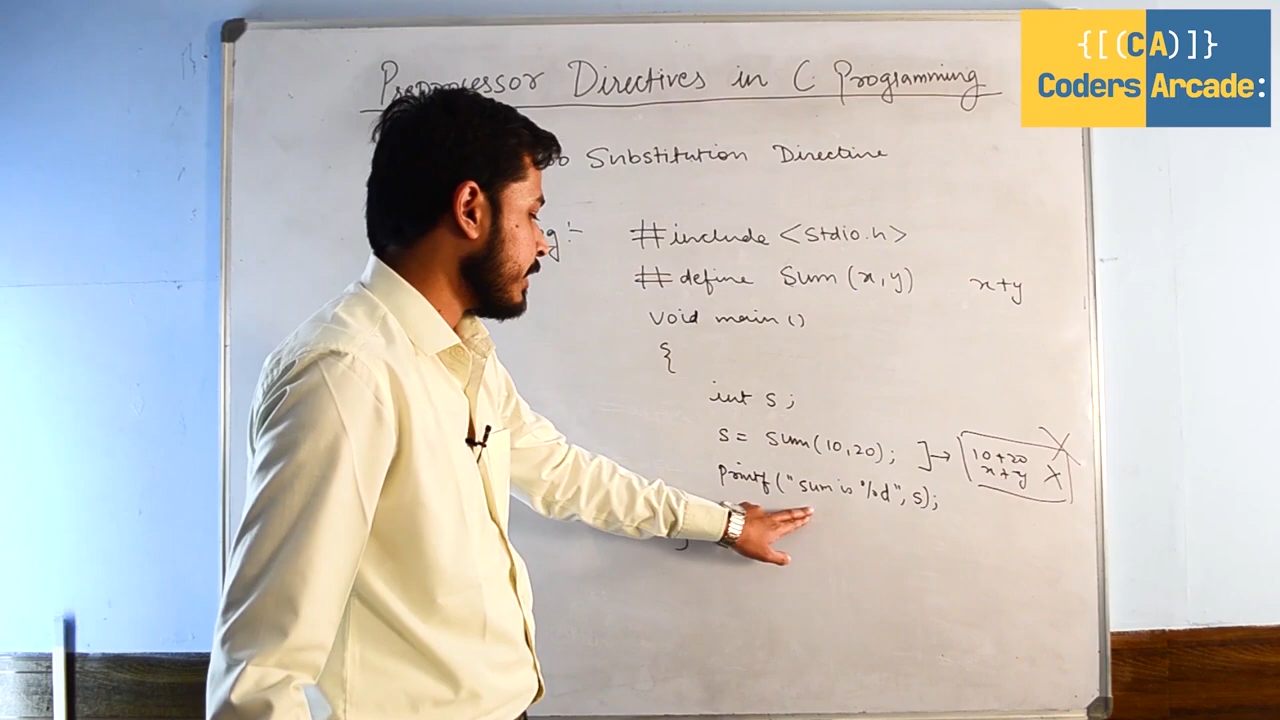 {[(CA)]}
Coders Arcade:
Preprocessor Directives in C Programming
Substitution Directive
#include <stdio.h>
#define Sum (x,y) x+y
void main ()
{
int s ;
s = Sum(10,20);
10+20
x+y
printf ("sum is %d", s);